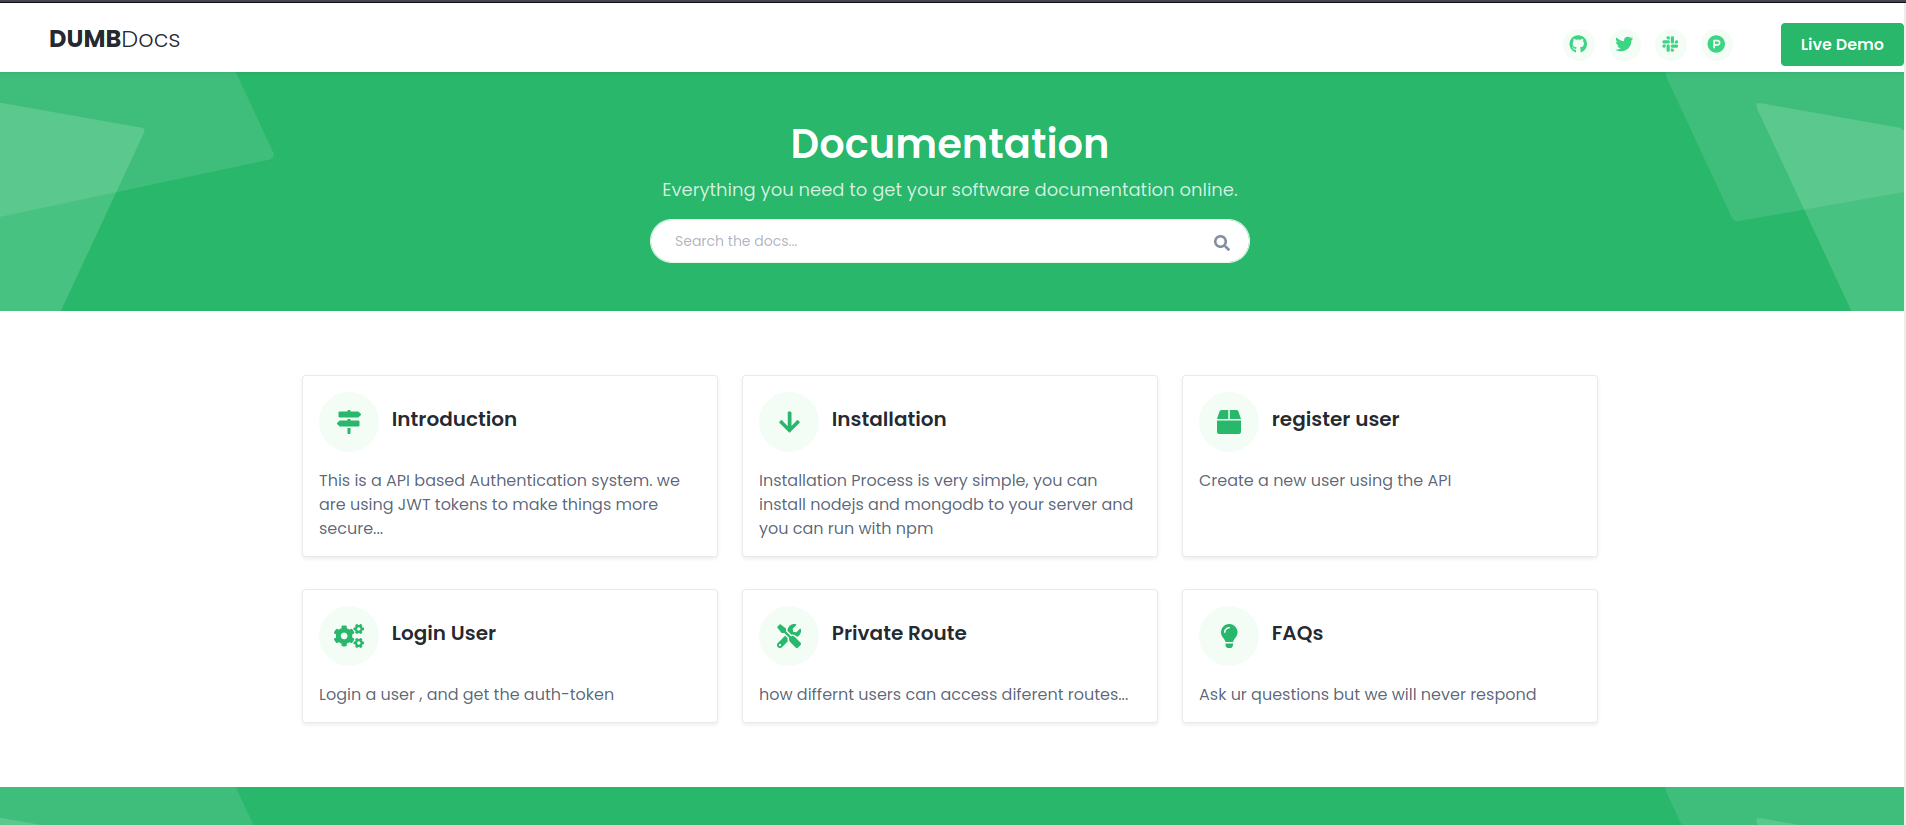 DUMBDocs
Live Demo
Documentation
Everything you need to get your software documentation online.
Search the docs...
Introduction
This is a API based Authentication system. we
are using JWT tokens to make things more
secure...
Installation
Installation Process is very simple, you can
install nodejs and mongodb to your server and
you can run with npm
register user
Create a new user using the API
Login User
Login a user , and get the auth-token
Private Route
how differnt users can access diferent routes...
FAQs
Ask ur questions but we will never respond